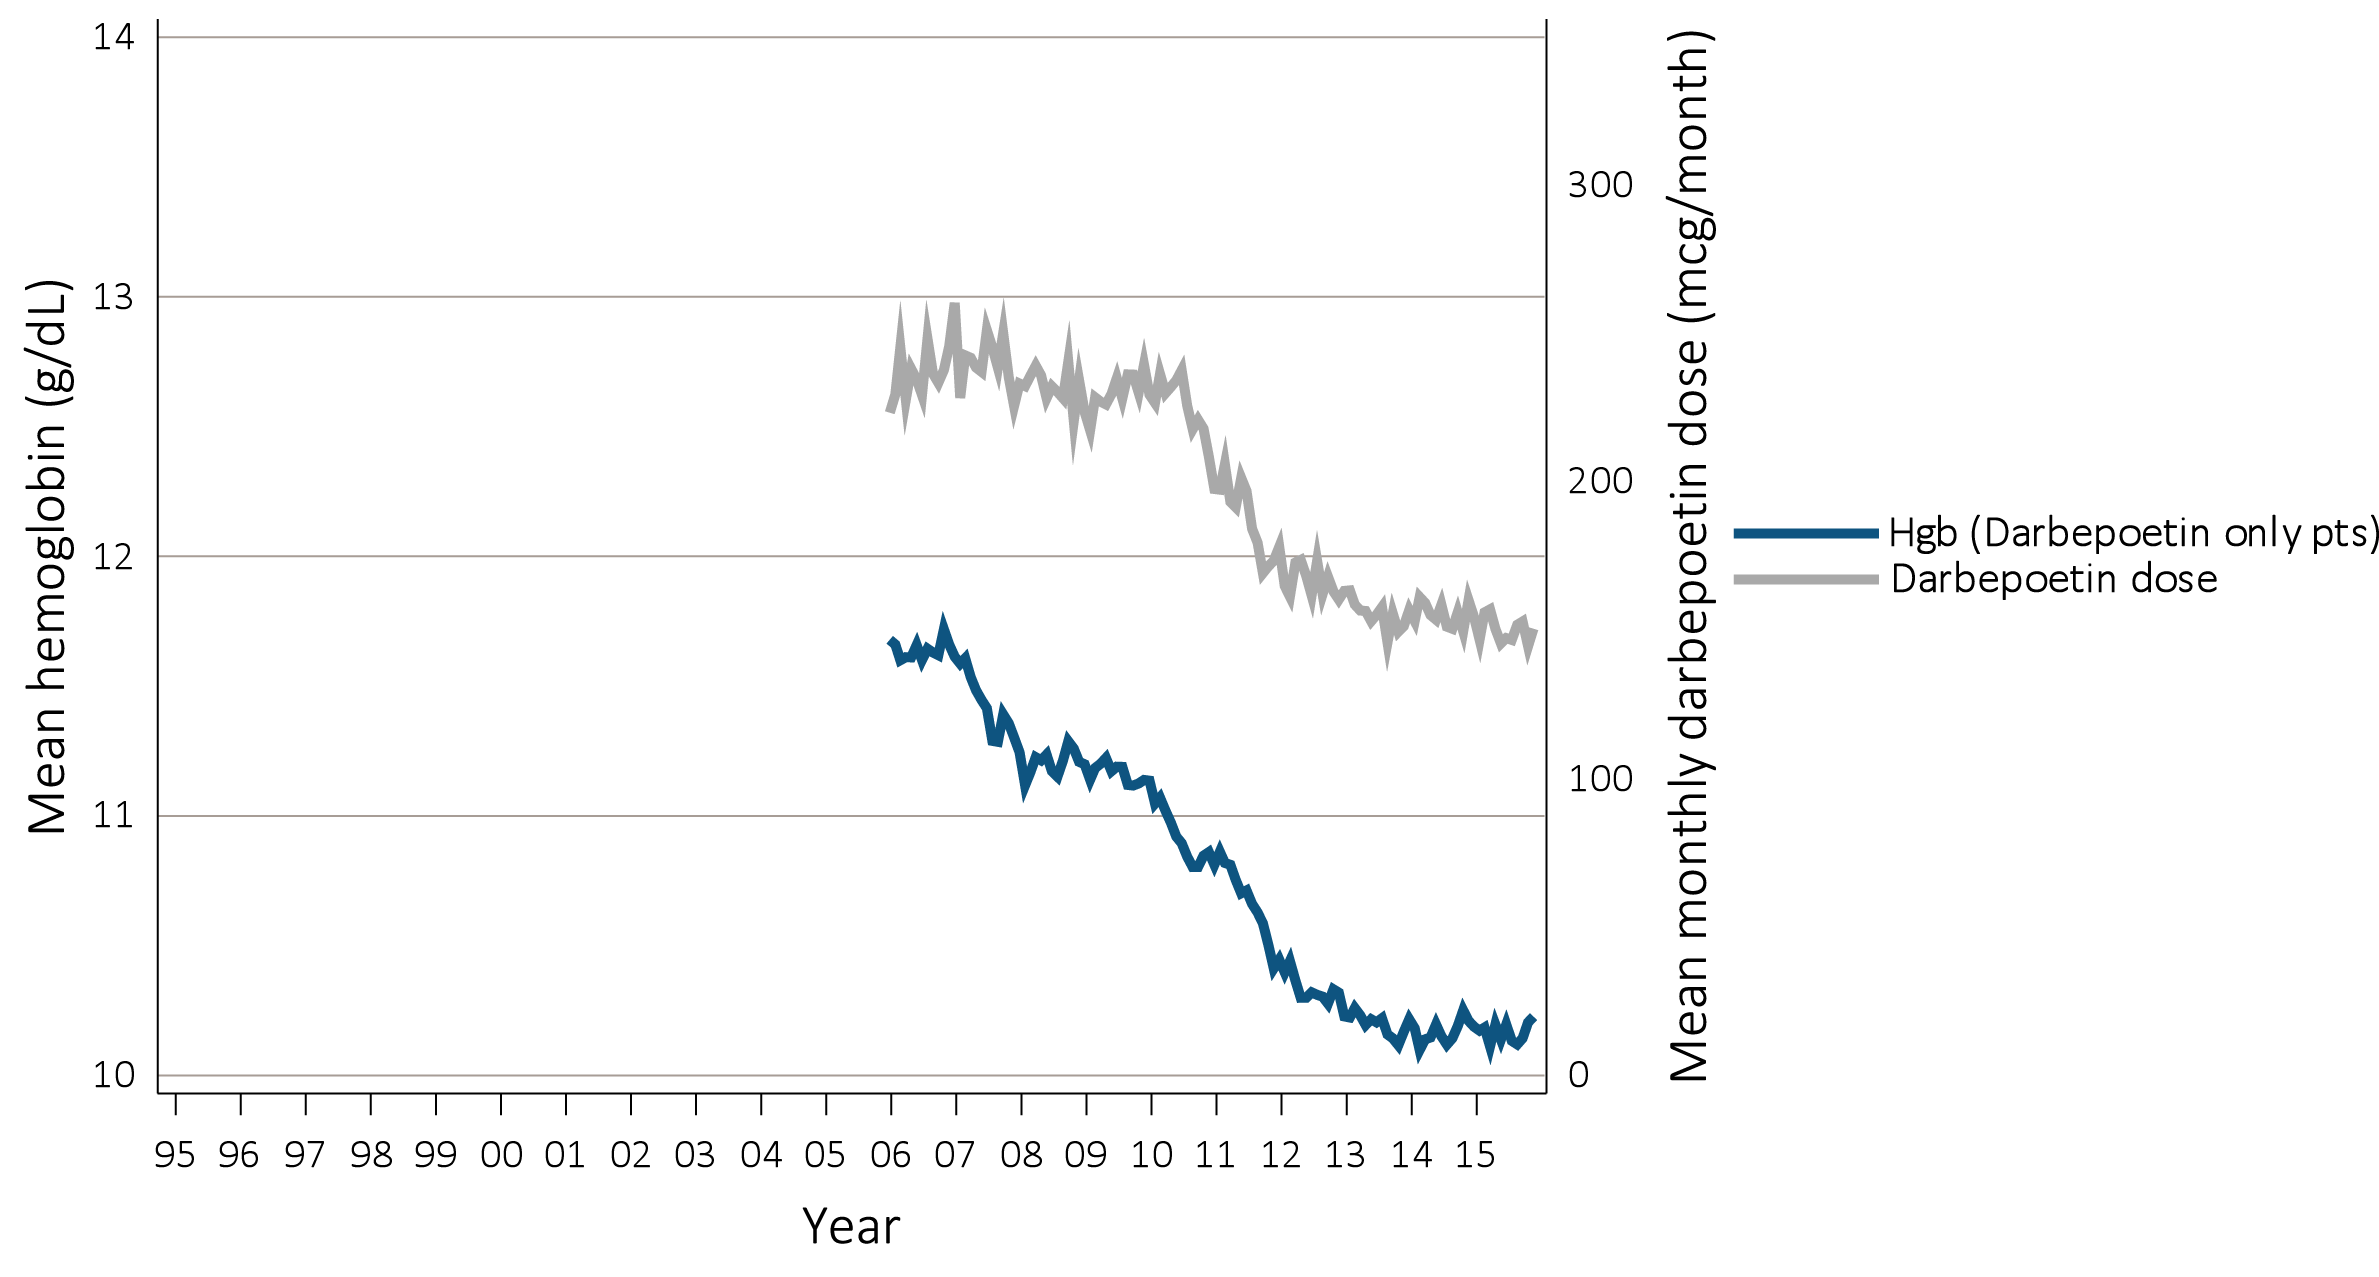 Mean hemoglobin (g/dL)
14
13
12
11
10
300
200
100
0
Mean monthly darbepoetin dose (mcg/month)
Hgb (Darbepoetin only pts)
Darbepoetin dose
95 96 97 98 99 00 01 02 03 04 05 06 07 08 09 10 11 12 13 14 15
Year